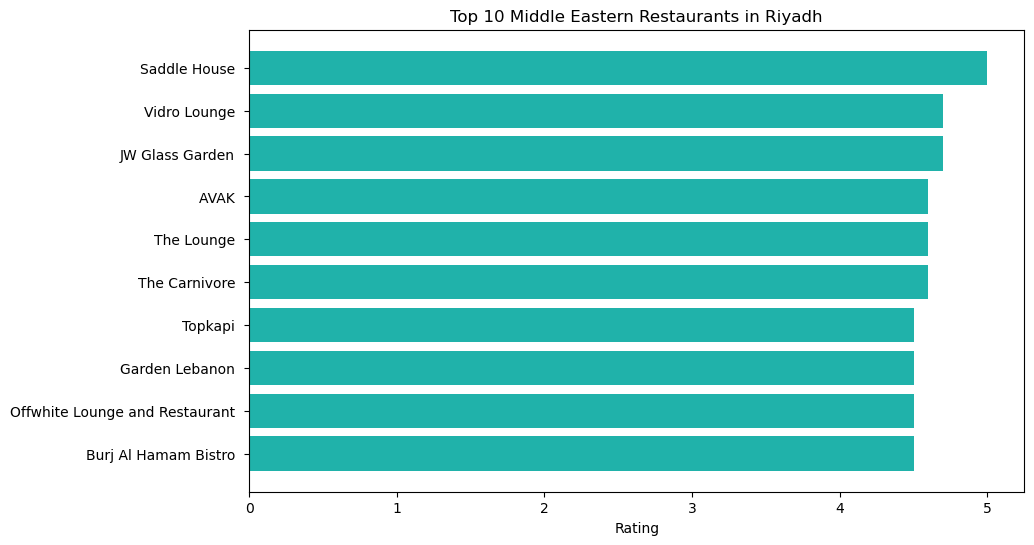 Top 10 Middle Eastern Restaurants in Riyadh
Saddle House
Vidro Lounge
JW Glass Garden
AVAK
The Lounge
The Carnivore
Topkapi
Garden Lebanon
Offwhite Lounge and Restaurant
Burj Al Hamam Bistro
0 1 2 3 4 5
Rating